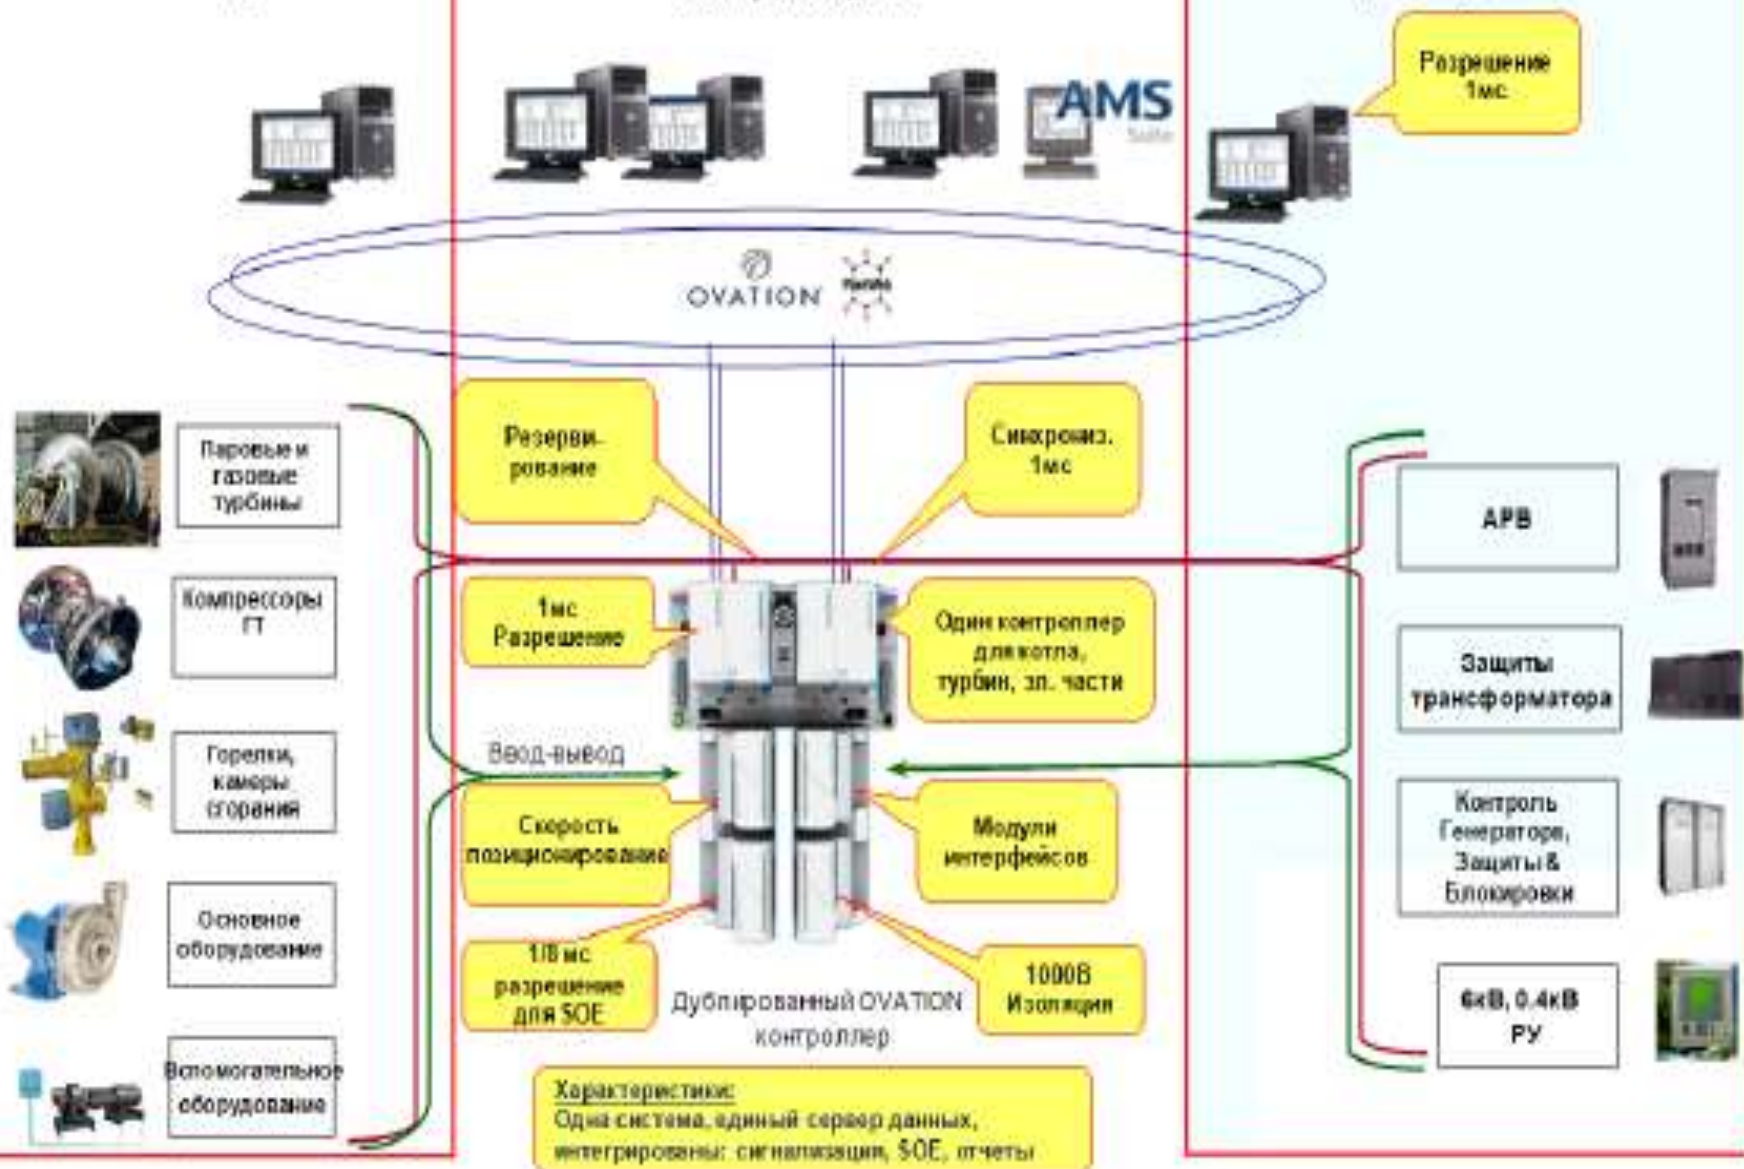 Разрешение
1мс
AMS
Suite
OVATION
Резерви-
рование
Синхрониз.
1мс
Паровые и
газовые
турбины
АРВ
Компрессоры
ГТ
1мс
Разрешение
Один контроллер
для котла,
турбин, эл. части
Защиты
трансформатора
Горелки,
камеры
сгорания
Ввод-вывод
Скорость
позиционирование
Модули
интерфейсов
Контроль
Генератора,
Защиты &
Блокировки
Основное
оборудование
1/8 мс
разрешение
для SOE
1000В
Изоляция
Дублированный OVATION
контроллер
6кВ, 0.4кВ
РУ
Вспомогательное
оборудование
Характеристики:
Одна система, единый сервер данных,
интегрированы: сигнализация, SOE, отчеты